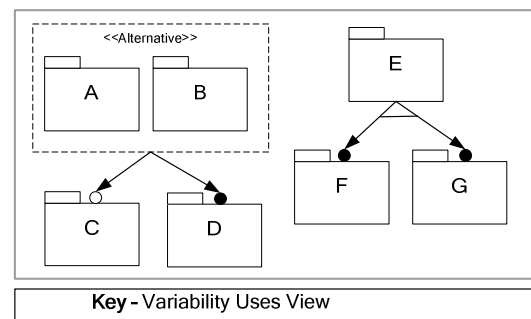 <<Alternative>>
A B
E
F G
C D
Key - Variability Uses View